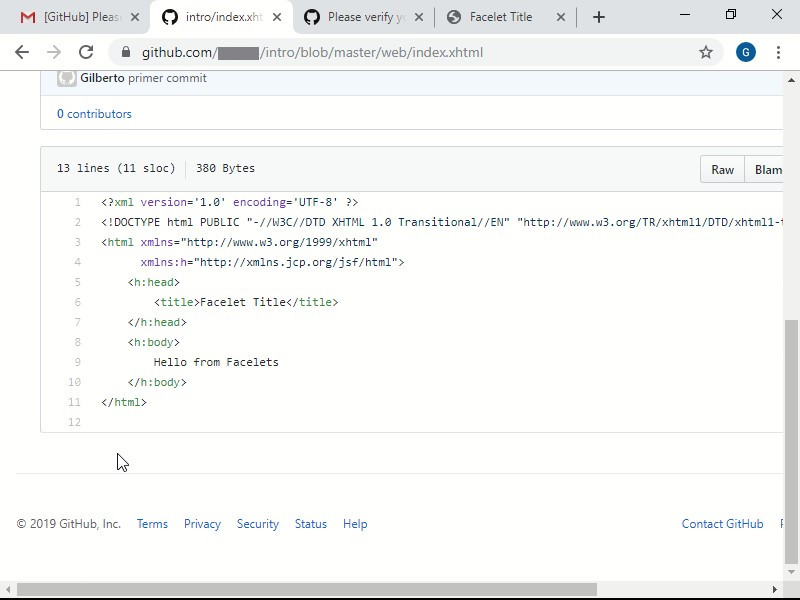 [GitHub] Pleas
intro/index.xht
Please verify yo
Facelet Title
github.com/ /intro/blob/master/web/index.xhtml
G
Gilberto primer commit
0 contributors
13 lines (11 sloc) 380 Bytes
Raw Blam
1 <?xml version='1.0' encoding='UTF-8' ?>
2 <!DOCTYPE html PUBLIC "-//W3C//DTD XHTML 1.0 Transitional//EN" "http://www.w3.org/TR/xhtml1/DTD/xhtml1-t
3 <html xmlns="http://www.w3.org/1999/xhtml"
4 xmlns:h="http://xmlns.jcp.org/jsf/html">
5 <h:head>
6 <title>Facelet Title</title>
7 </h:head>
8 <h:body>
9 Hello from Facelets
10 </h:body>
11 </html>
12
© 2019 GitHub, Inc. Terms Privacy Security Status Help Contact GitHub